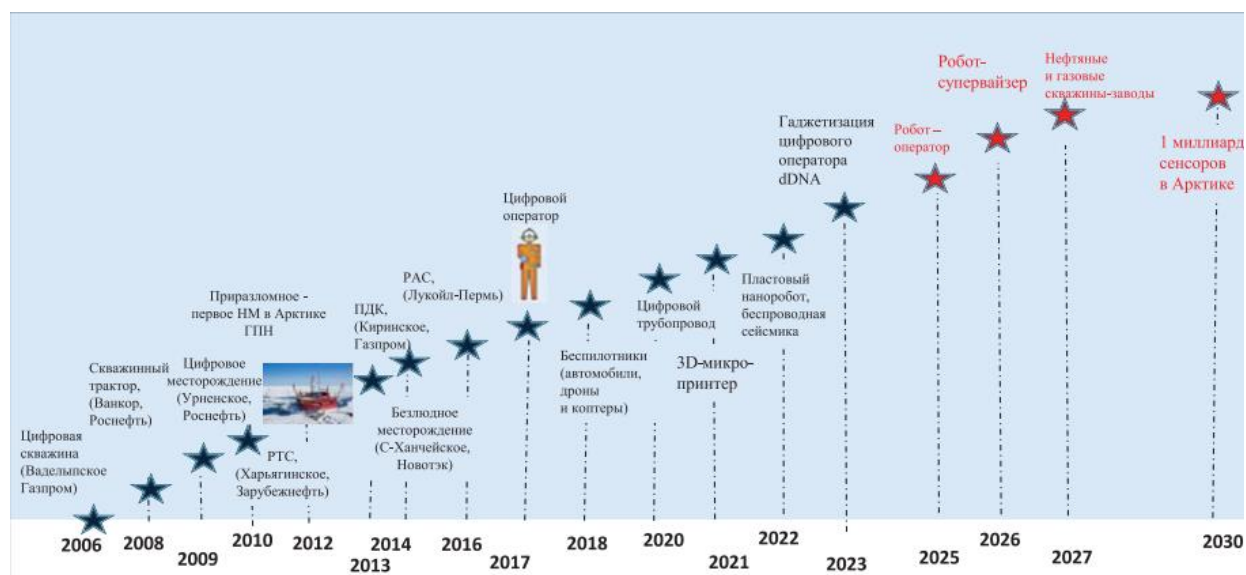 Цифровая
скважина
(Ваделыпское
Газпром)
Скважинный
трактор,
(Ванкор,
Роснефть)
Цифровое
месторождение
(Урненское,
Роснефть)
РТС,
(Харьягинское,
Зарубежнефть)
Приразломное -
первое НМ в Арктике
ГПН
ПДК,
(Киринское,
Газпром)
Безлюдное
месторождение
(С-Ханчейское,
Новотэк)
РАС,
(Лукойл-Пермь)
Цифровой
оператор
Беспилотники
(автомобили,
дроны
и коптеры)
Цифровой
трубопровод
3D-микро-
принтер
Пластовый
наноробот,
беспроводная
сейсмика
Гаджетизация
цифрового
оператора
dDNA
Робот –
оператор
Робот-
супервайзер
Нефтяные
и газовые
скважины-заводы
1 миллиард
сенсоров
в Арктике
2006
2008
2009
2010
2012
2013
2014
2016
2017
2018
2020
2021
2022
2023
2025
2026
2027
2030